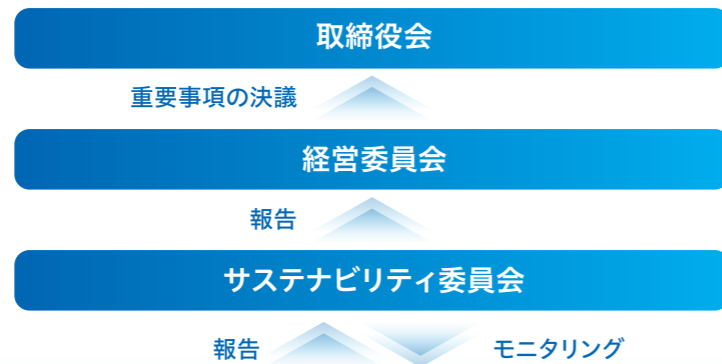 取締役会
重要事項の決議
経営委員会
報告
サステナビリティ委員会
報告 モニタリング